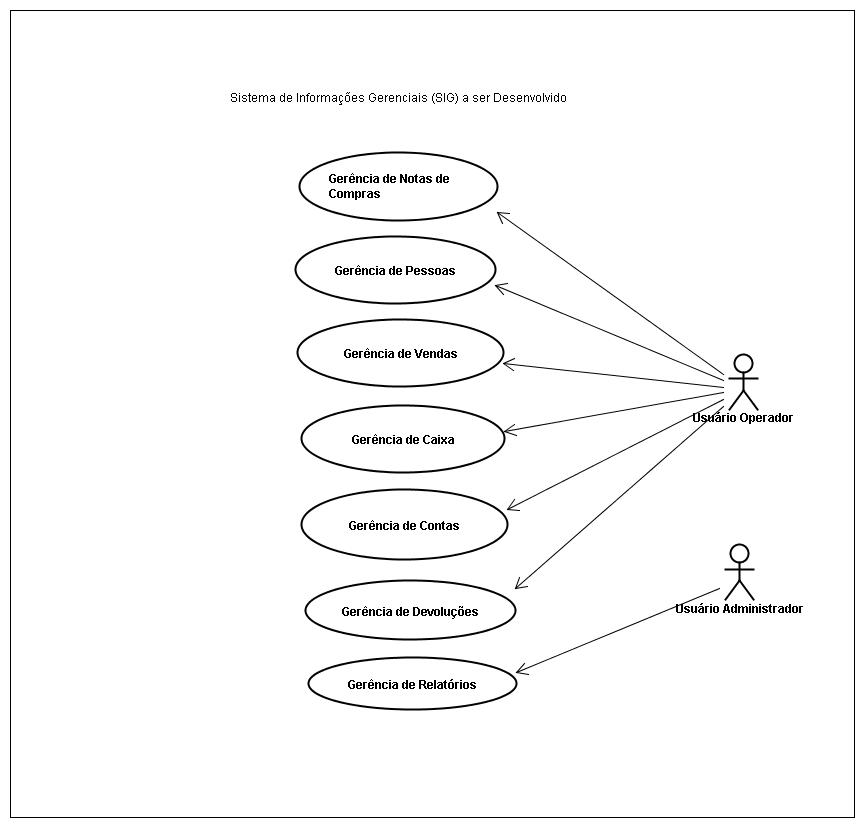 Sistema de Informações Gerenciais (SIG) a ser Desenvolvido
Gerência de Notas de
Compras
Gerência de Pessoas
Gerência de Vendas
Usuário Operador
Gerência de Caixa
Gerência de Contas
Usuário Administrador
Gerência de Devoluções
Gerência de Relatórios